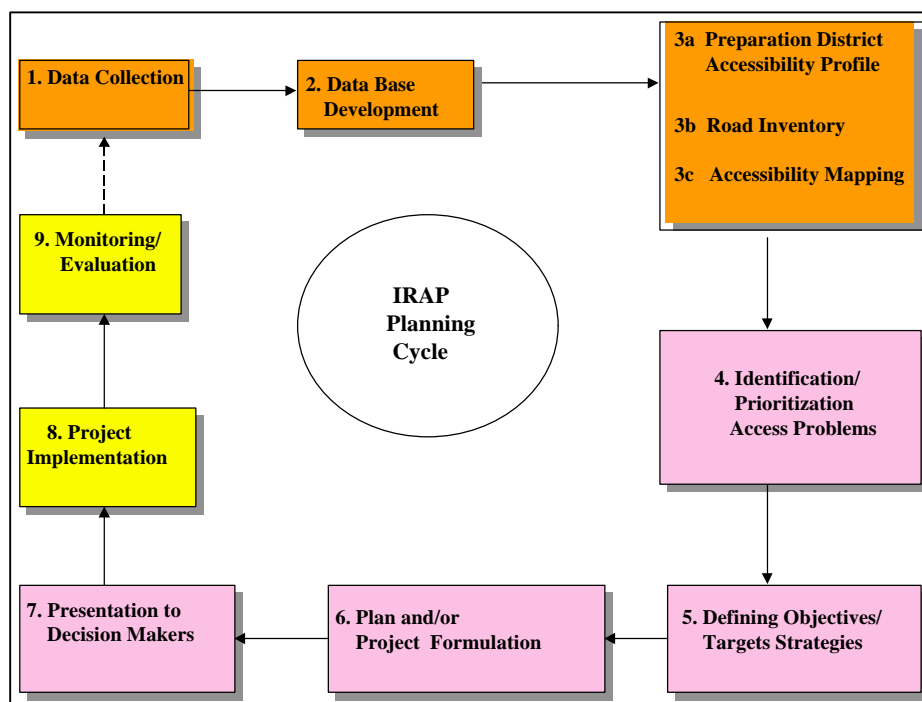 1. Data Collection
2. Data Base
Development
3a Preparation District
Accessibility Profile
3b Road Inventory
3c Accessibility Mapping
4. Identification/
Prioritization
Access Problems
5. Defining Objectives/
Targets Strategies
6. Plan and/or
Project Formulation
7. Presentation to
Decision Makers
8. Project
Implementation
9. Monitoring/
Evaluation
IRAP
Planning
Cycle